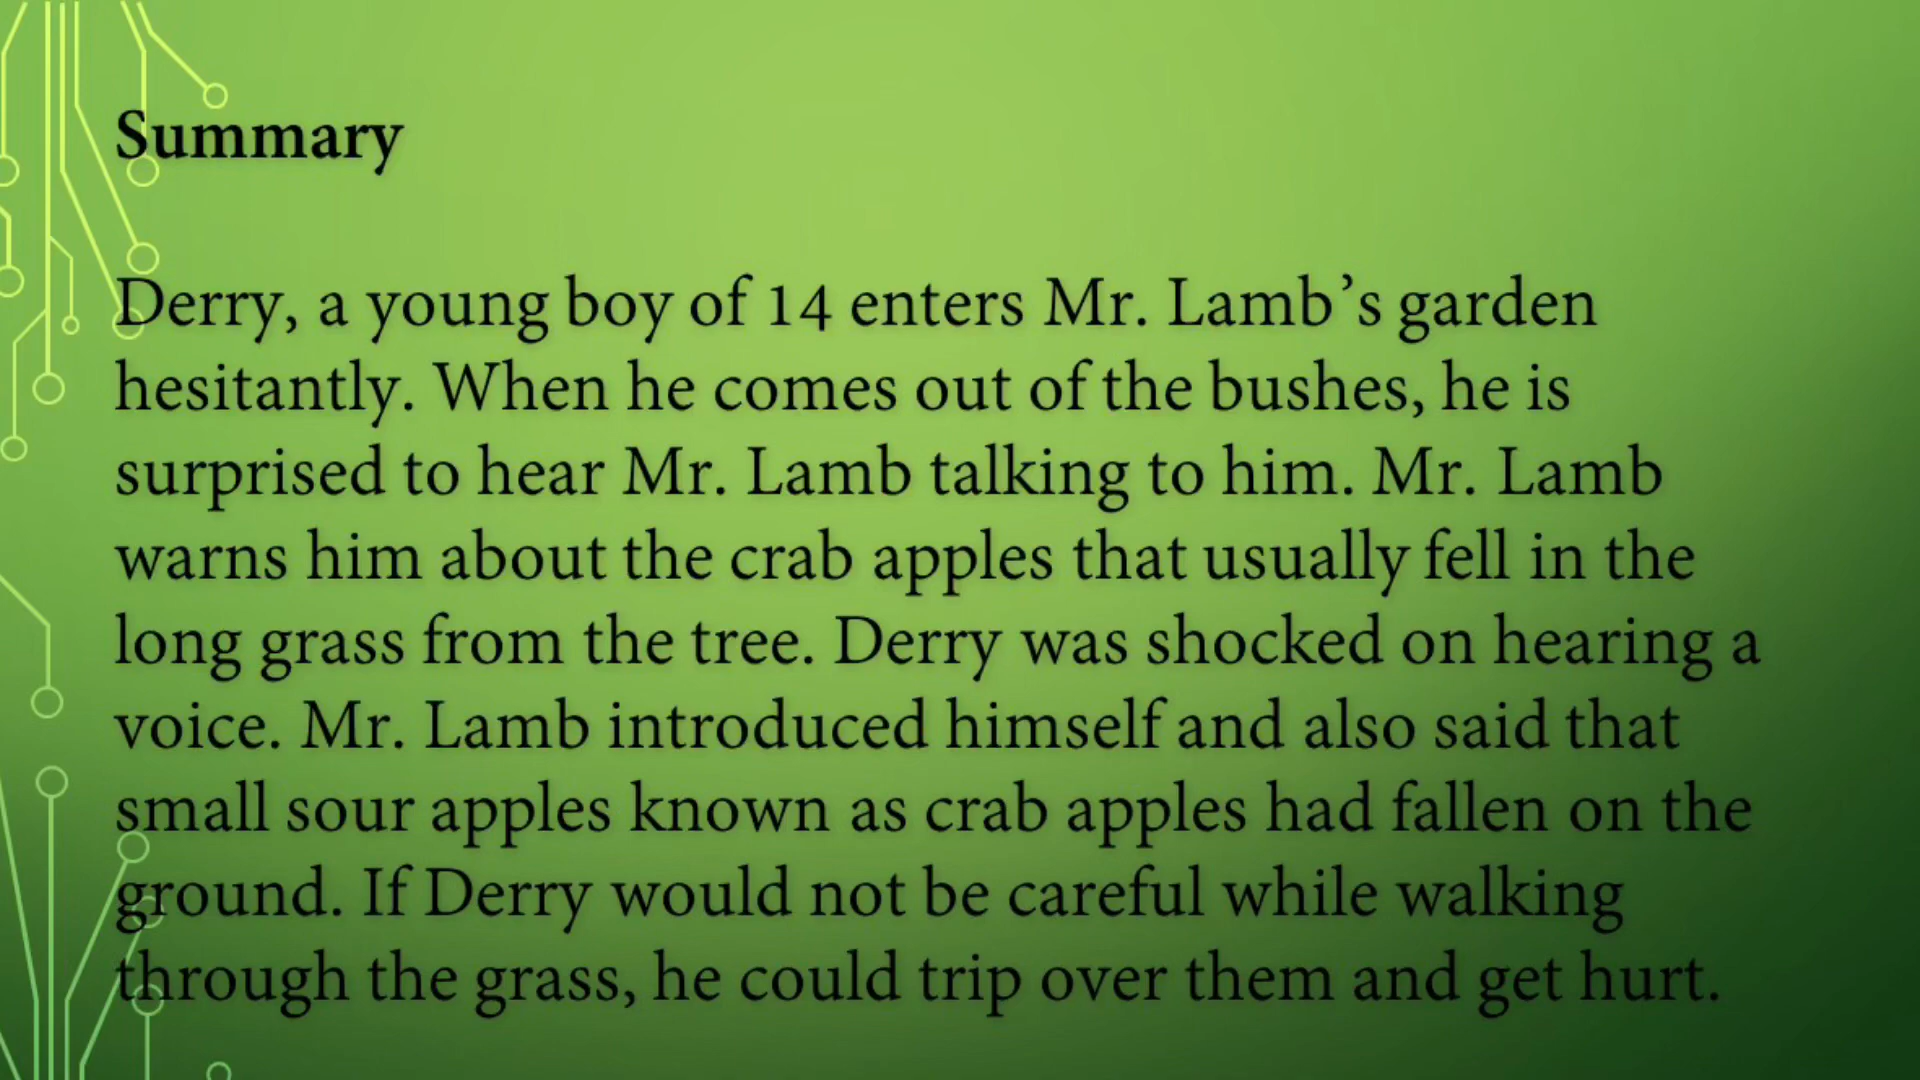 Summary
Derry, a young boy of 14 enters Mr. Lamb’s garden
hesitantly. When he comes out of the bushes, he is
surprised to hear Mr. Lamb talking to him. Mr. Lamb
warns him about the crab apples that usually fell in the
long grass from the tree. Derry was shocked on hearing a
voice. Mr. Lamb introduced himself and also said that
small sour apples known as crab apples had fallen on the
ground. If Derry would not be careful while walking
through the grass, he could trip over them and get hurt.